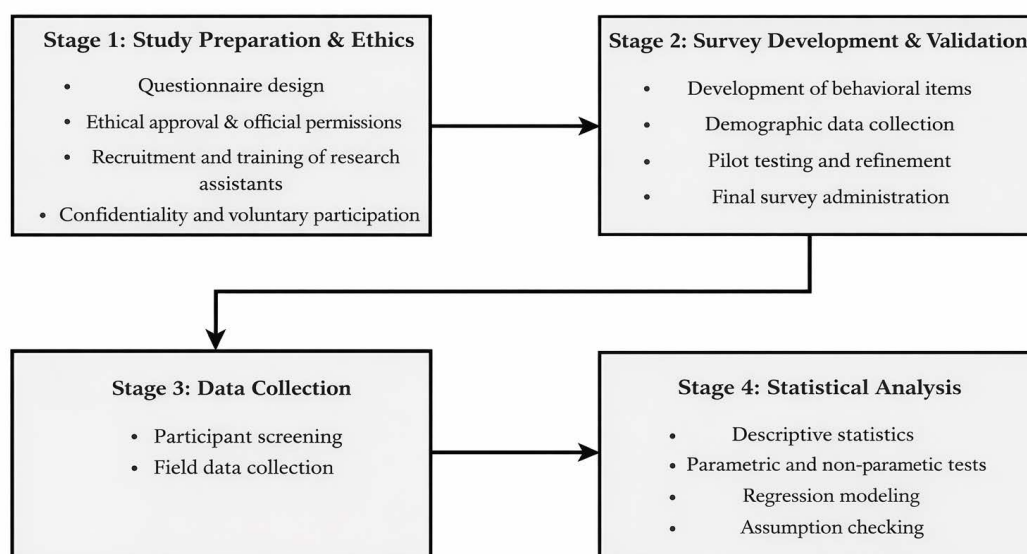 Stage 1: Study Preparation & Ethics
• Questionnaire design
• Ethical approval & official permissions
• Recruitment and training of research
assistants
• Confidentiality and voluntary participation
Stage 2: Survey Development & Validation
• Development of behavioral items
• Demographic data collection
• Pilot testing and refinement
• Final survey administration
Stage 3: Data Collection
• Participant screening
• Field data collection
Stage 4: Statistical Analysis
• Descriptive statistics
• Parametric and non-parametic tests
• Regression modeling
• Assumption checking